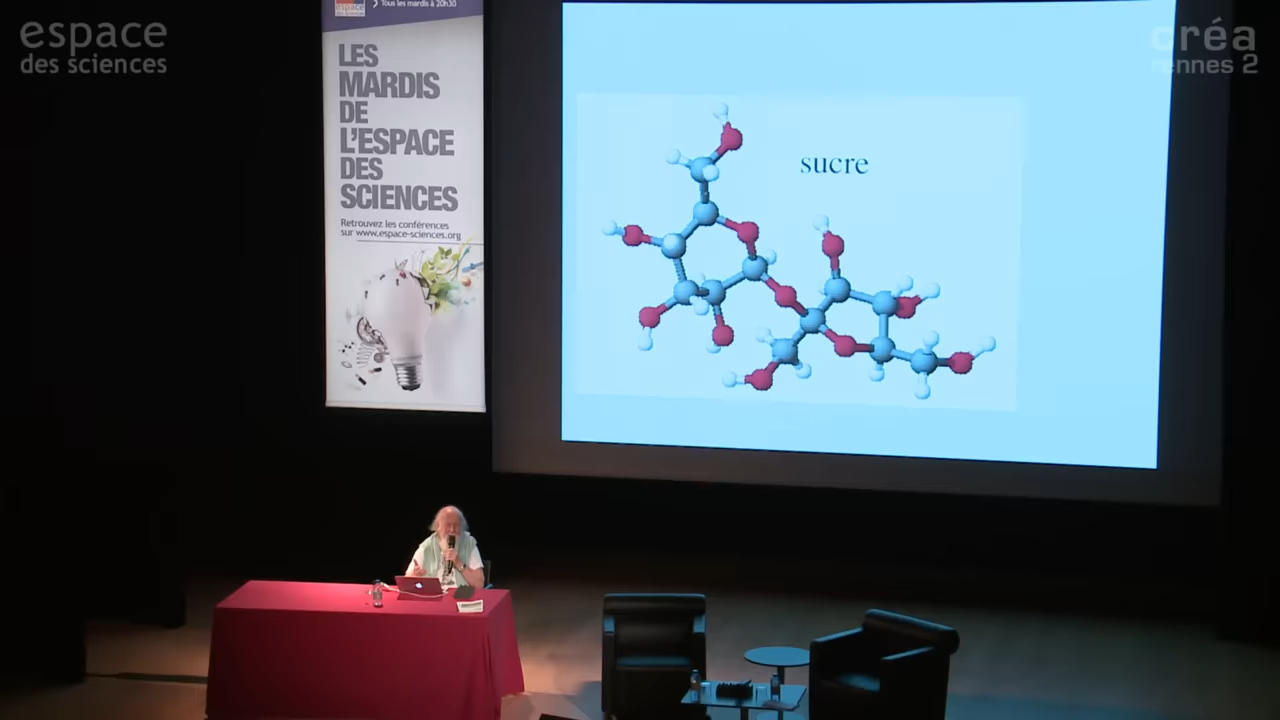 espace
des sciences
Tous les mardis à 20h30
espace
LES
MARDIS
DE
L'ESPACE
DES
SCIENCES
Retrouvez les conférences
sur www.espace-sciences.org
sucre
créa
rennes 2